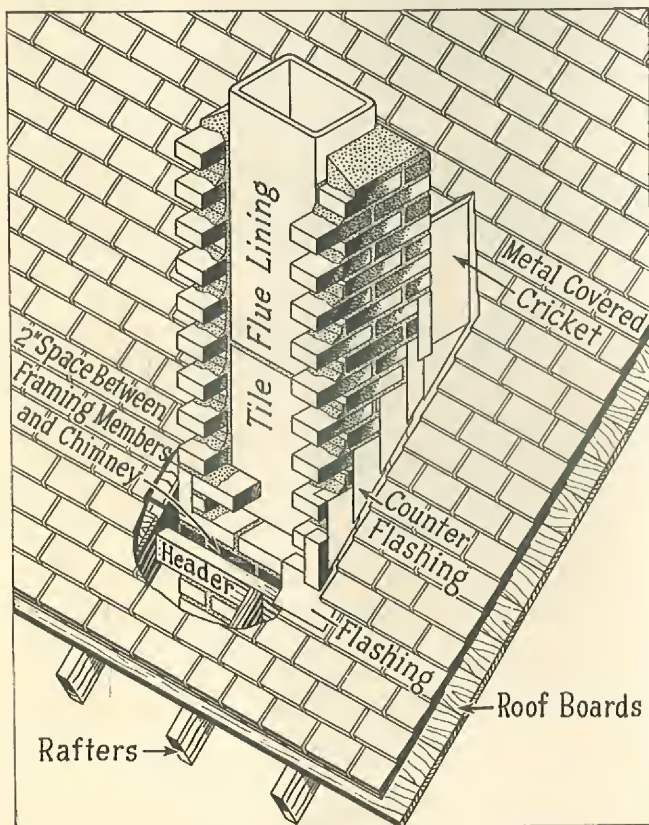 Tile Flue Lining
Metal Covered
Cricket
2" Space Between
Framing Members
and Chimney
Counter
Flashing
Header
Flashing
Roof Boards
Rafters